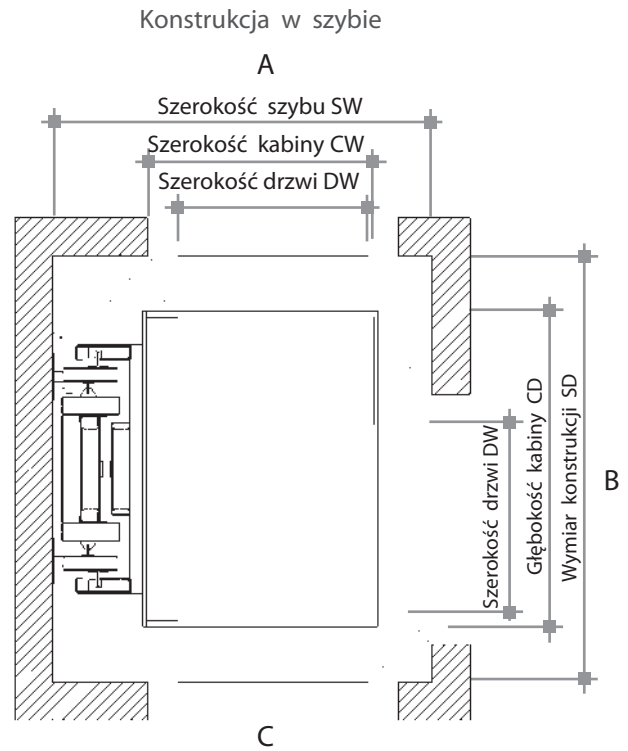 Konstrukcja w szybie
A
Szerokość szybu SW
Szerokość kabiny CW
Szerokość drzwi DW
Szerokość drzwi DW
Głębokość kabiny CD
Wymiar konstrukcji SD
B
C